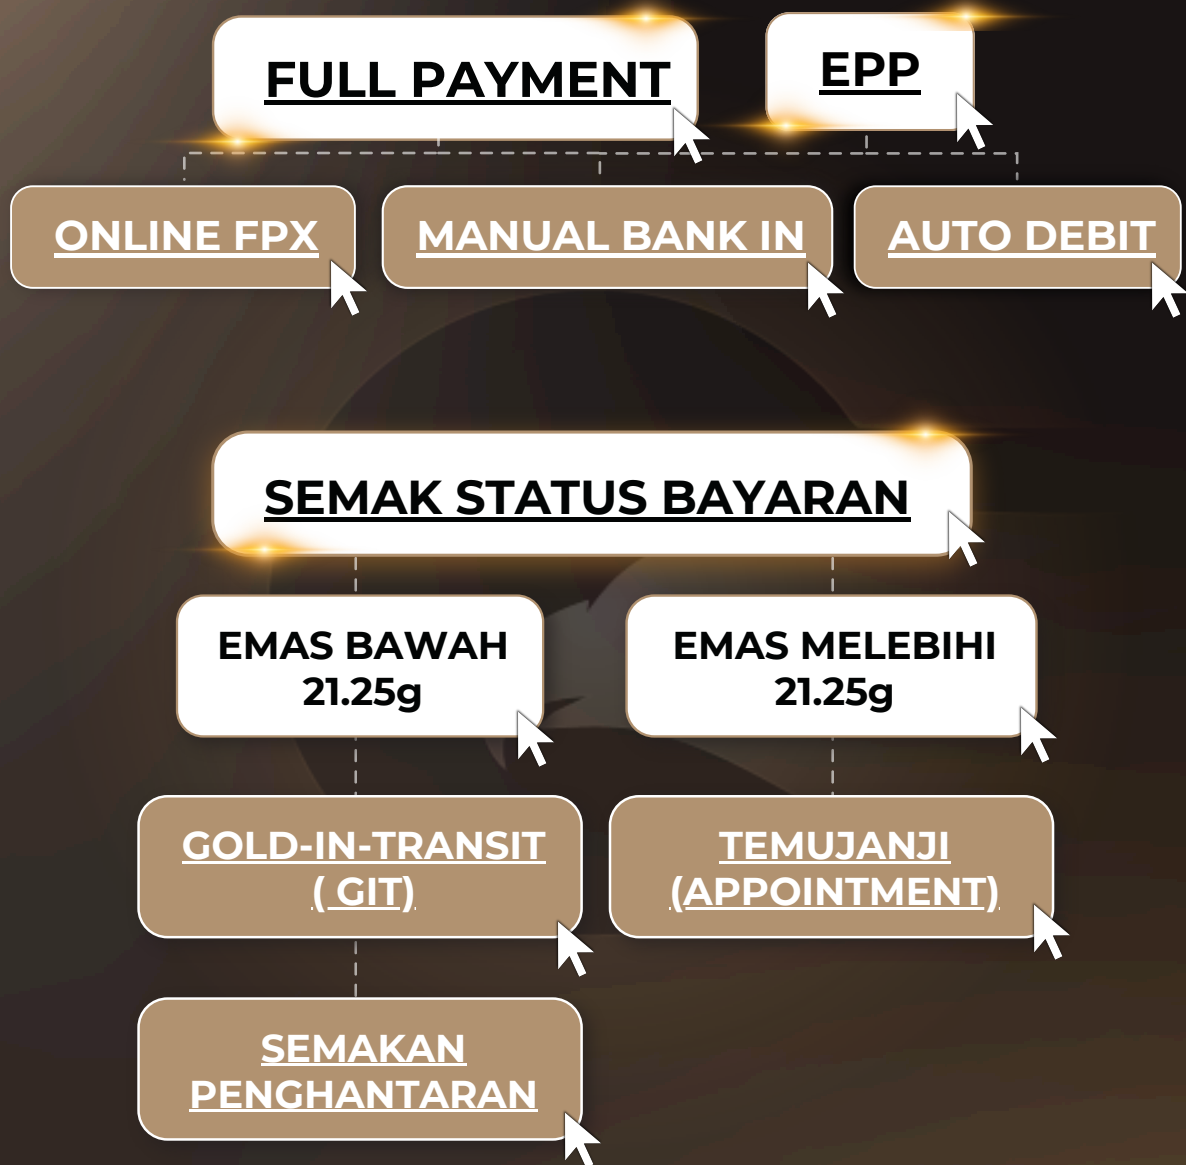 FULL PAYMENT
EPP
ONLINE FPX
MANUAL BANK IN
AUTO DEBIT
SEMAK STATUS BAYARAN
EMAS BAWAH
21.25g
EMAS MELEBIHI
21.25g
GOLD-IN-TRANSIT
( GIT)
TEMUJANJI
(APPOINTMENT)
SEMAKAN
PENGHANTARAN